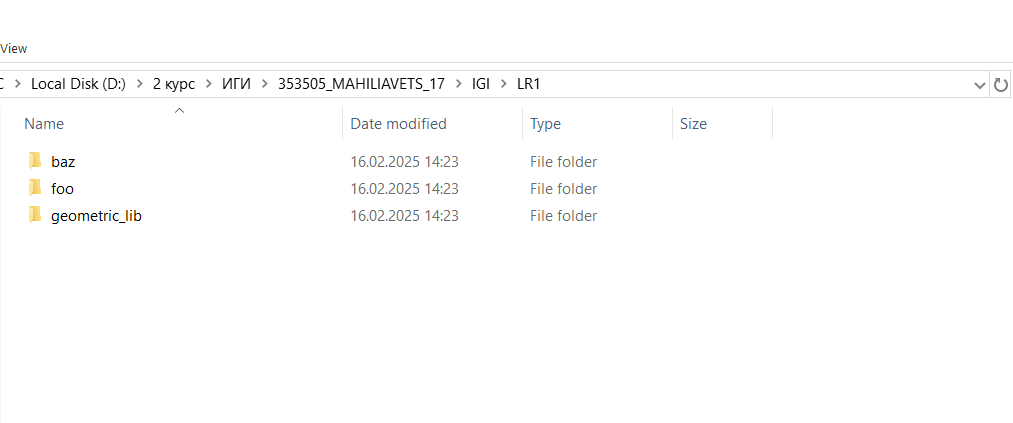 View
Local Disk (D:) > 2 курс > ИГИ > 353505_MAHILIAVETS_17 > IGI > LR1
Name Date modified Type Size
baz 16.02.2025 14:23 File folder
foo 16.02.2025 14:23 File folder
geometric_lib 16.02.2025 14:23 File folder